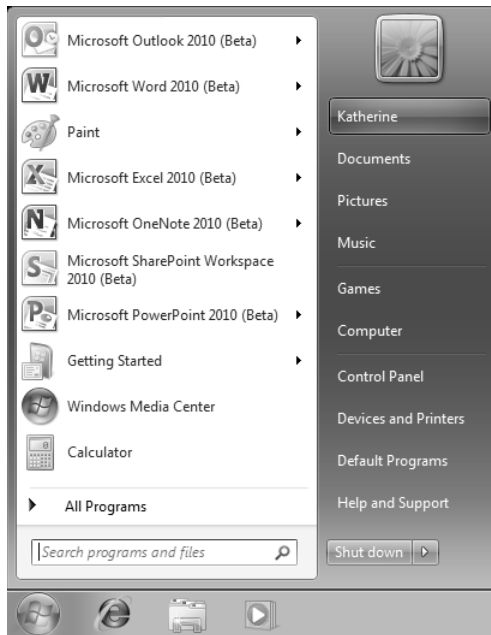 Microsoft Outlook 2010 (Beta)
Microsoft Word 2010 (Beta)
Paint
Microsoft Excel 2010 (Beta)
Microsoft OneNote 2010 (Beta)
Microsoft SharePoint Workspace
2010 (Beta)
Microsoft PowerPoint 2010 (Beta)
Getting Started
Windows Media Center
Calculator
All Programs
Search programs and files
Katherine
Documents
Pictures
Music
Games
Computer
Control Panel
Devices and Printers
Default Programs
Help and Support
Shut down